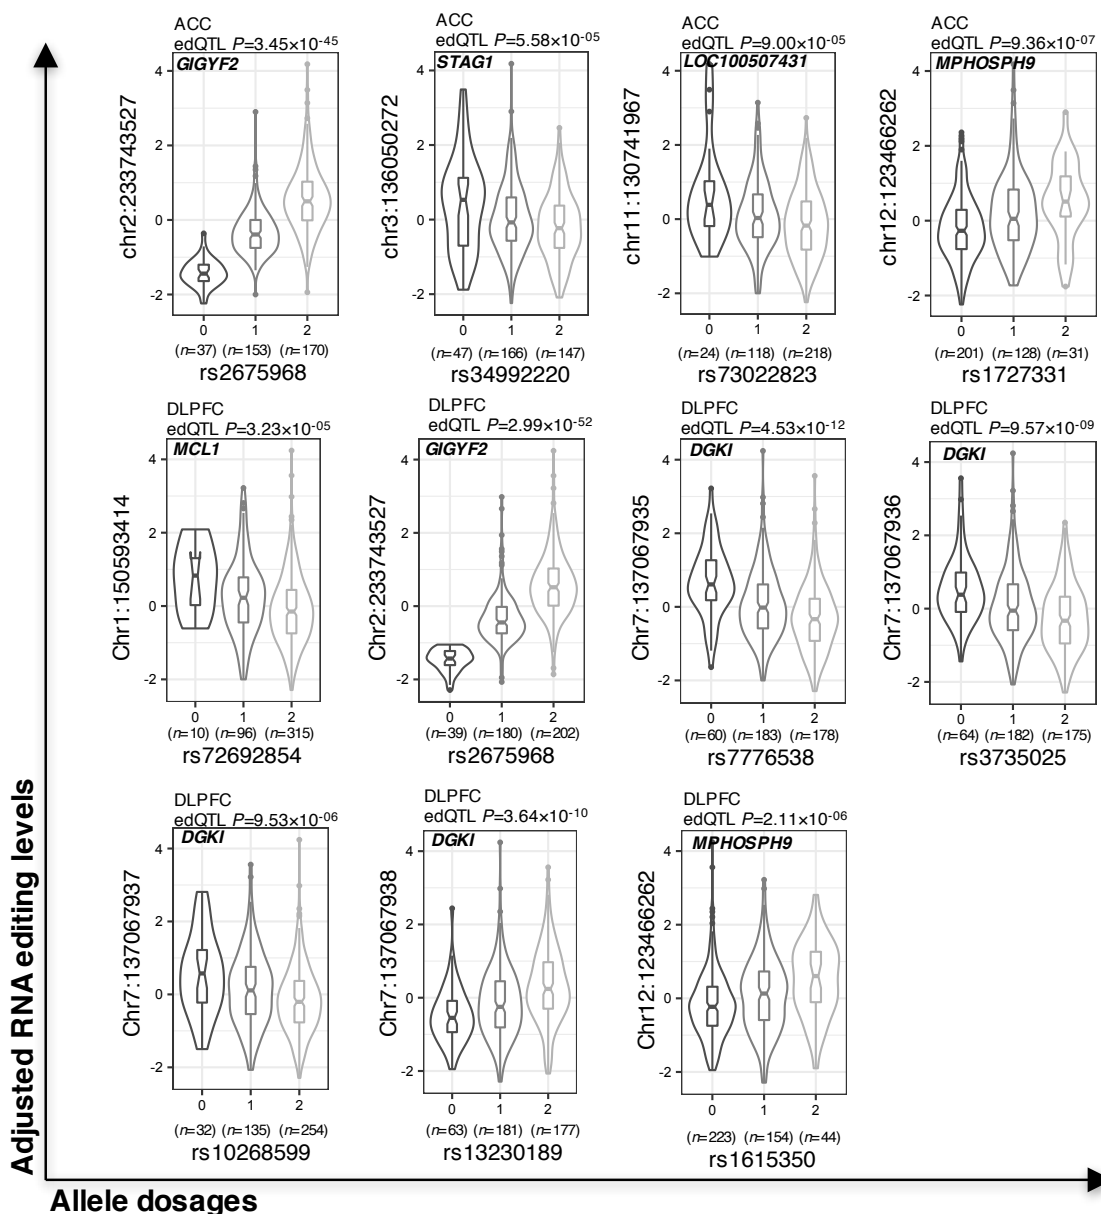 Adjusted RNA editing levels
ACC
edQTL P=3.45×10-45
GIGYF2
chr2:233743527
4
2
0
-2
0 1 2
(n=37) (n=153) (n=170)
rs2675968
ACC
edQTL P=5.58×10-05
STAG1
chr3:136050272
4
2
0
-2
0 1 2
(n=47) (n=166) (n=147)
rs34992220
ACC
edQTL P=9.00×10-05
LOC100507431
chr11:130741967
4
2
0
-2
0 1 2
(n=24) (n=118) (n=218)
rs73022823
ACC
edQTL P=9.36×10-07
MPHOSPH9
chr12:123466262
4
2
0
-2
0 1 2
(n=201) (n=128) (n=31)
rs1727331
DLPFC
edQTL P=3.23×10-05
MCL1
Chr1:150593414
4
2
0
-2
0 1 2
(n=10) (n=96) (n=315)
rs72692854
DLPFC
edQTL P=2.99×10-52
GIGYF2
Chr2:233743527
4
2
0
-2
0 1 2
(n=39) (n=180) (n=202)
rs2675968
DLPFC
edQTL P=4.53×10-12
DGKI
Chr7:137067935
4
2
0
-2
0 1 2
(n=60) (n=183) (n=178)
rs7776538
DLPFC
edQTL P=9.57×10-09
DGKI
Chr7:137067936
4
2
0
-2
0 1 2
(n=64) (n=182) (n=175)
rs3735025
DLPFC
edQTL P=9.53×10-06
DGKI
Chr7:137067937
4
2
0
-2
0 1 2
(n=32) (n=135) (n=254)
rs10268599
DLPFC
edQTL P=3.64×10-10
DGKI
Chr7:137067938
4
2
0
-2
0 1 2
(n=63) (n=181) (n=177)
rs13230189
DLPFC
edQTL P=2.11×10-06
MPHOSPH9
Chr12:123466262
4
2
0
-2
0 1 2
(n=223) (n=154) (n=44)
rs1615350
Allele dosages